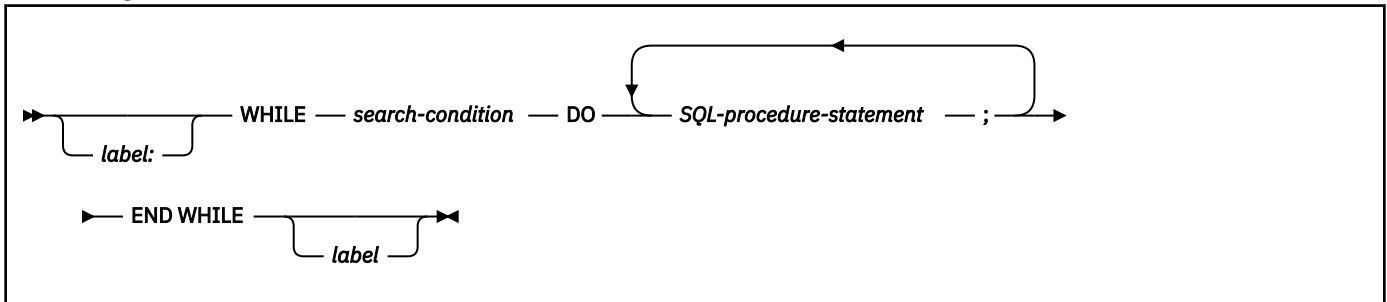 WHILE search-condition DO SQL-procedure-statement ;
label:
END WHILE
label